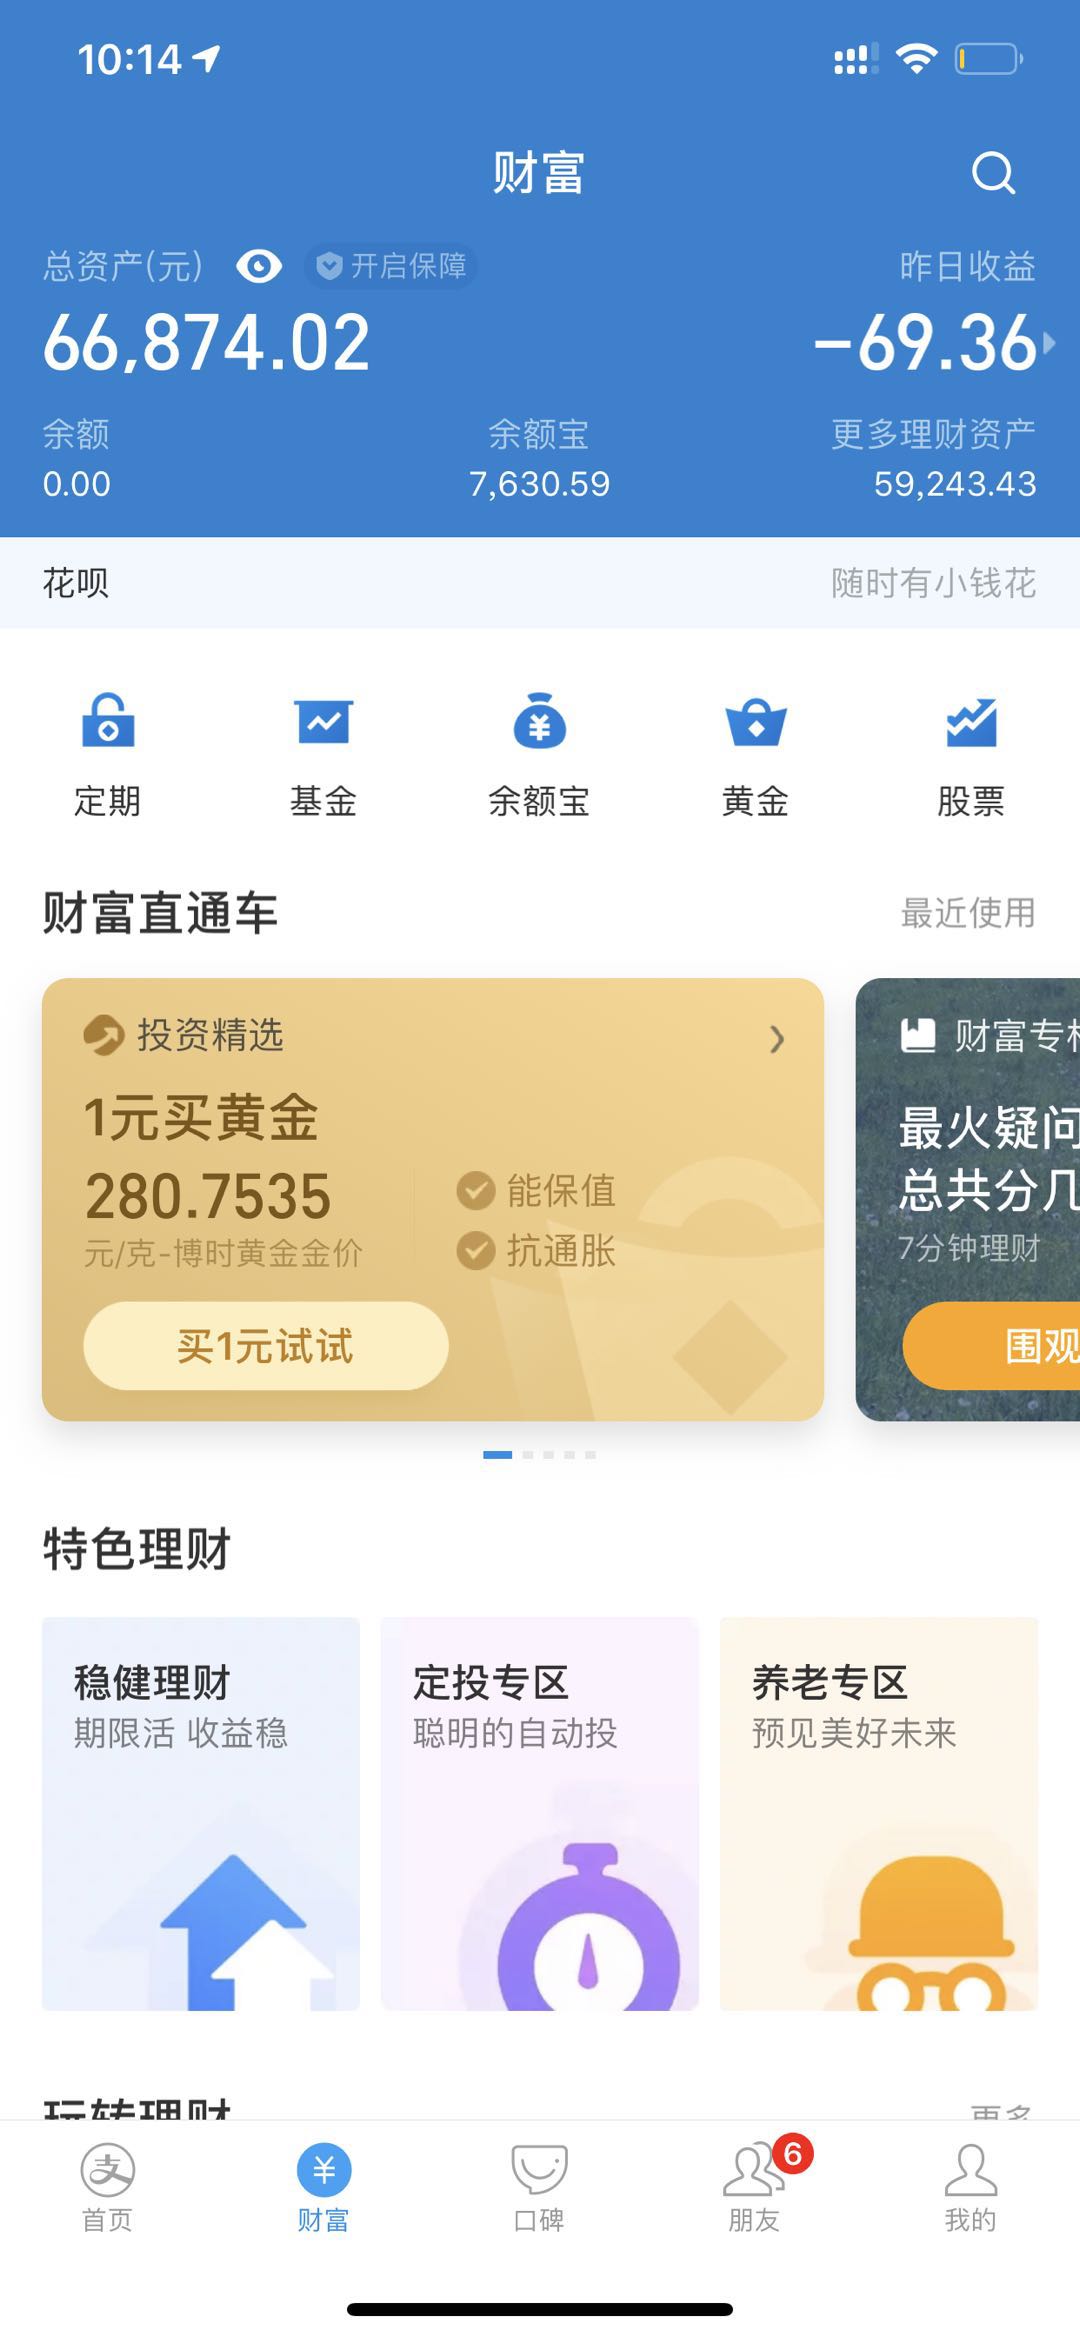 10:14
财富
总资产(元) 开启保障 昨日收益
66,874.02 -69.36
余额 余额宝 更多理财资产
0.00 7,630.59 59,243.43
花呗 随时有小钱花
定期 基金 余额宝 黄金 股票
财富直通车 最近使用
投资精选
1元买黄金
280.7535
元/克-博时黄金金价
能保值
抗通胀
买1元试试
财富专
最火疑问
总共分几
7分钟理财
围观
特色理财
稳健理财
期限活 收益稳
定投专区
聪明的自动投
养老专区
预见美好未来
玩转理财 更多
支 ¥ 6
首页 财富 口碑 朋友 我的